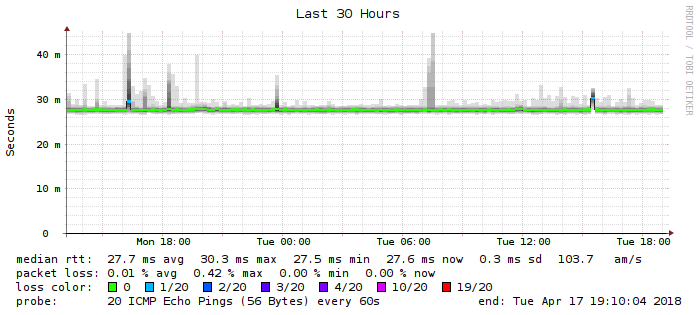 Last 30 Hours
RRDTOOL / TOBI OETIKER
Seconds
40 m
30 m
20 m
10 m
0
Mon 18:00 Tue 00:00 Tue 06:00 Tue 12:00 Tue 18:00
median rtt: 27.7 ms avg 30.3 ms max 27.5 ms min 27.6 ms now 0.3 ms sd 103.7 am/s
packet loss: 0.01 % avg 0.42 % max 0.00 % min 0.00 % now
loss color: 0 1/20 2/20 3/20 4/20 10/20 19/20
probe: 20 ICMP Echo Pings (56 Bytes) every 60s end: Tue Apr 17 19:10:04 2018